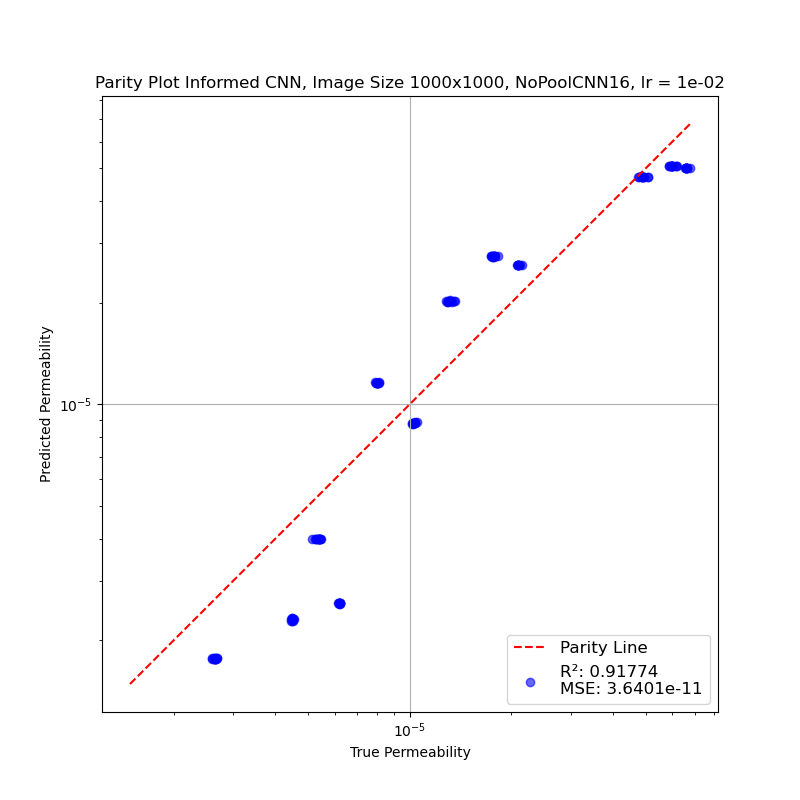 Parity Plot Informed CNN, Image Size 1000x1000, NoPoolCNN16, lr = 1e-02
Predicted Permeability
10⁻⁵
Parity Line
R²: 0.91774
MSE: 3.6401e-11
10⁻⁵
True Permeability